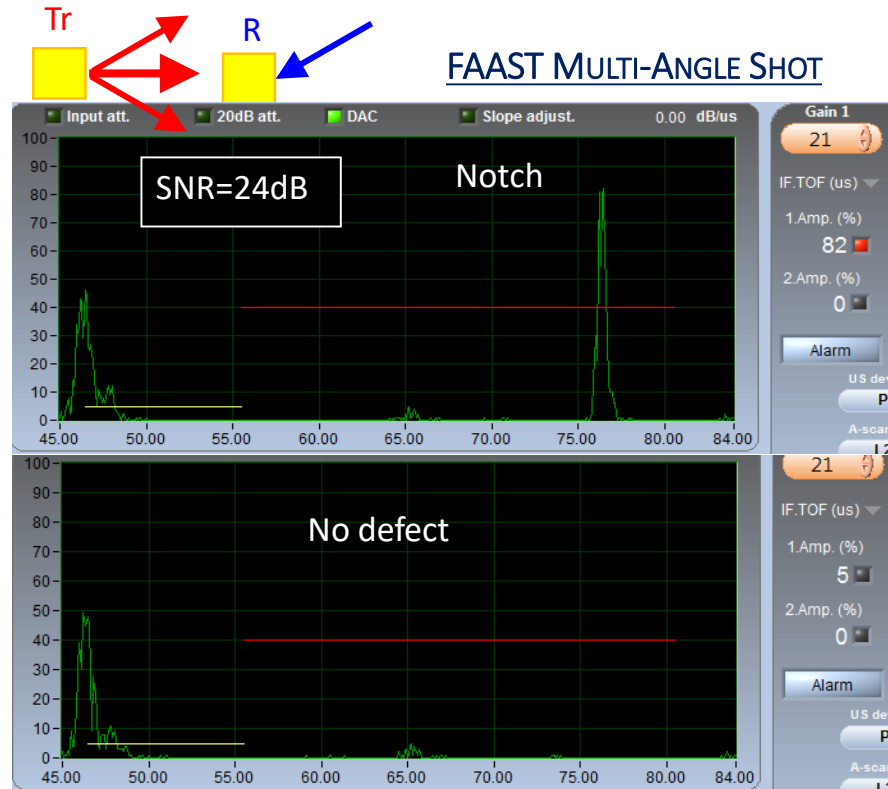 Tr
R
FAAST MULTI-ANGLE SHOT
Input att.
20dB att.
DAC
Slope adjust.
0.00 dB/us
Gain 1
21
IF.TOF (us)
1.Amp. (%)
82
2.Amp. (%)
0
Alarm
US de
P
A-scar
100
90
80
70
60
50
40
30
20
10
0
SNR=24dB
Notch
45.00 50.00 55.00 60.00 65.00 70.00 75.00 80.00 84.00
100
90
80
70
60
50
40
30
20
10
0
No defect
45.00 50.00 55.00 60.00 65.00 70.00 75.00 80.00 84.00
21
IF.TOF (us)
1.Amp. (%)
5
2.Amp. (%)
0
Alarm
US de
P
A-scar